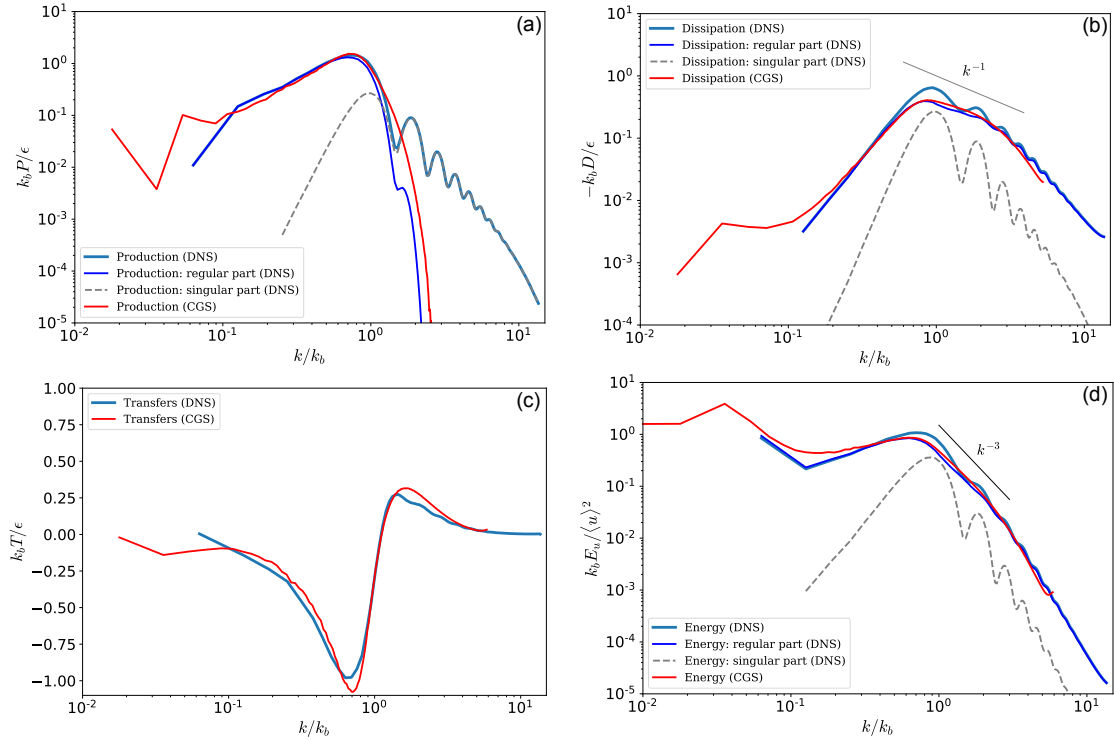 (a)
10^1
10^0
10^-1
10^-2
10^-3
10^-4
10^-5
k_b P/ϵ
Production (DNS)
Production: regular part (DNS)
Production: singular part (DNS)
Production (CGS)
10^-2
10^-1
10^0
10^1
k/k_b
(b)
10^1
10^0
10^-1
10^-2
10^-3
10^-4
−k_b D/ϵ
Dissipation (DNS)
Dissipation: regular part (DNS)
Dissipation: singular part (DNS)
Dissipation (CGS)
k^-1
10^-2
10^-1
10^0
10^1
k/k_b
(c)
1.00
0.75
0.50
0.25
0.00
−0.25
−0.50
−0.75
−1.00
k_b T/ϵ
Transfers (DNS)
Transfers (CGS)
10^-2
10^-1
10^0
10^1
k/k_b
(d)
10^1
10^0
10^-1
10^-2
10^-3
10^-4
10^-5
k_b E_u/⟨u⟩^2
k^-3
Energy (DNS)
Energy: regular part (DNS)
Energy: singular part (DNS)
Energy (CGS)
10^-2
10^-1
10^0
10^1
k/k_b